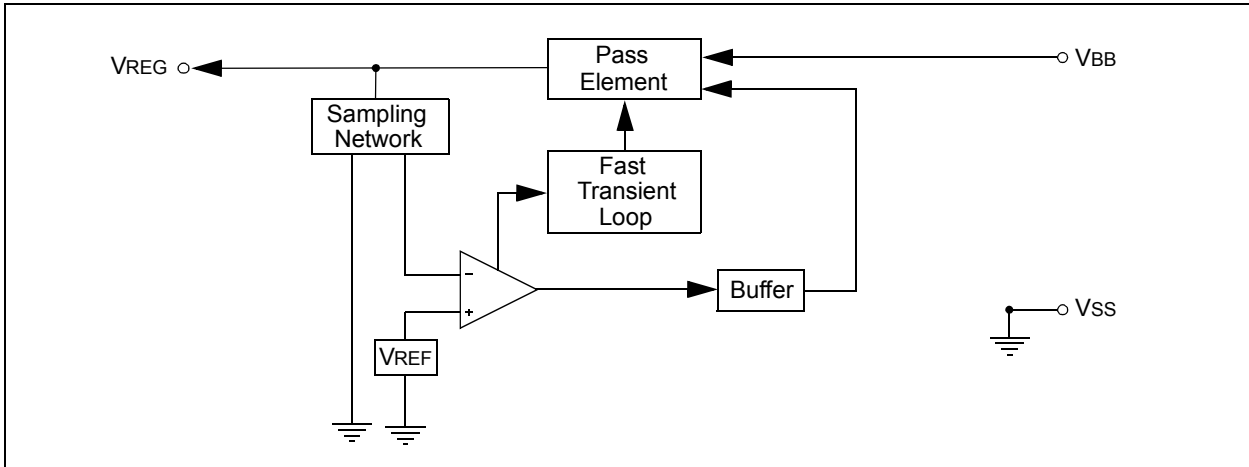 VREG
Pass
Element
VBB
Sampling
Network
Fast
Transient
Loop
−
+
Buffer
VSS
VREF